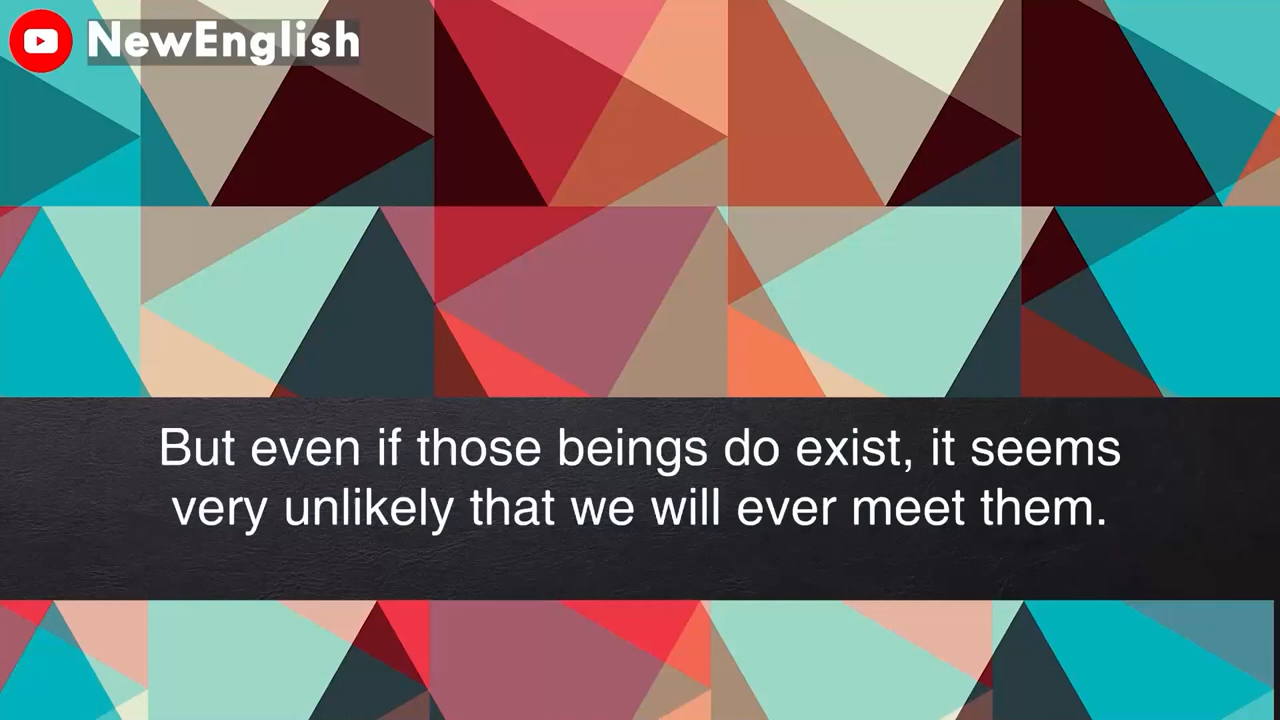 NewEnglish
But even if those beings do exist, it seems
very unlikely that we will ever meet them.